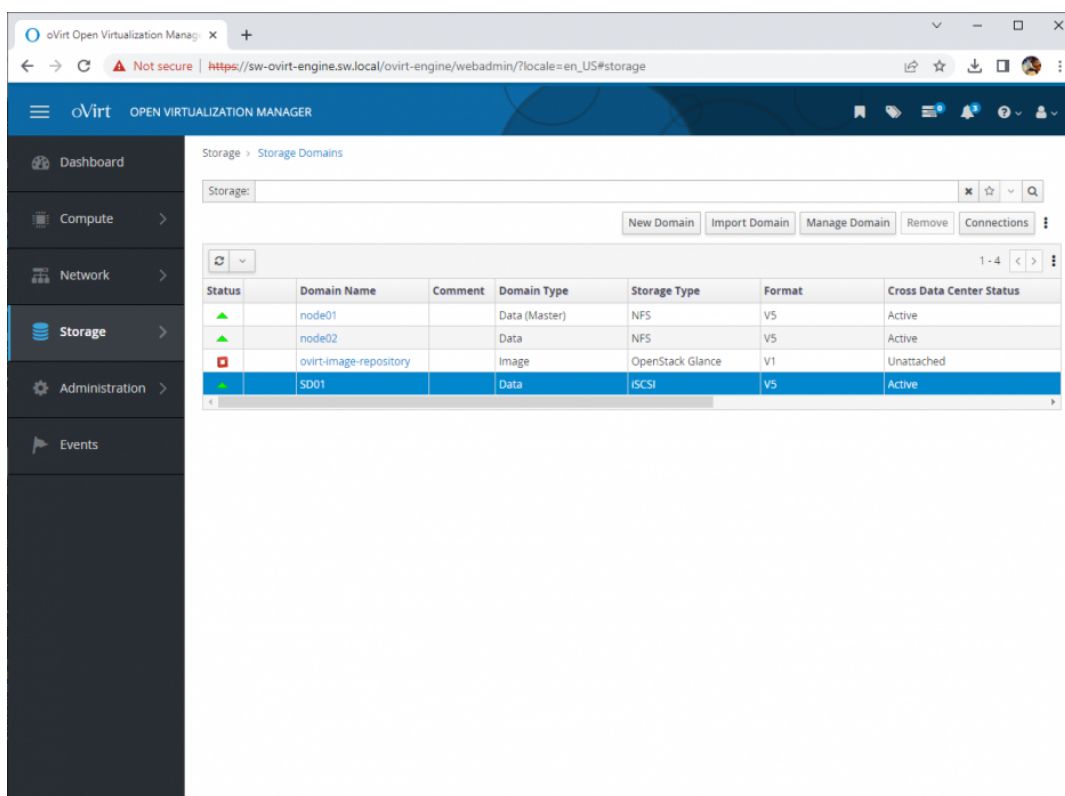 oVirt Open Virtualization Manag
Not secure | https://sw-ovirt-engine.sw.local/ovirt-engine/webadmin/?locale=en_US#storage
oVirt OPEN VIRTUALIZATION MANAGER
0 3
Dashboard
Compute
Network
Storage
Administration
Events
Storage > Storage Domains
Storage:
New Domain Import Domain Manage Domain Remove Connections
1 - 4
Status Domain Name Comment Domain Type Storage Type Format Cross Data Center Status
node01 Data (Master) NFS V5 Active
node02 Data NFS V5 Active
ovirt-image-repository Image OpenStack Glance V1 Unattached
SD01 Data iSCSI V5 Active